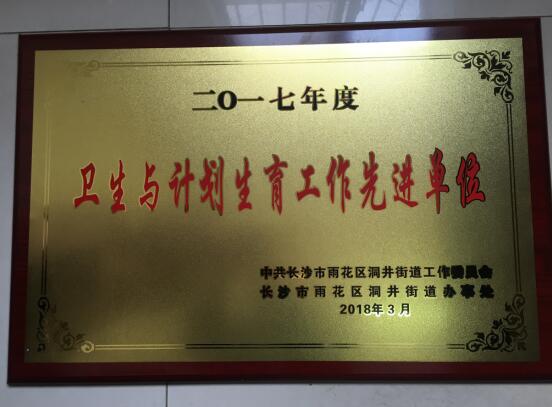 二〇一七年度
卫生与计划生育工作先进单位
中共长沙市雨花区洞井街道工作委员会
长沙市雨花区洞井街道办事处
2018年3月